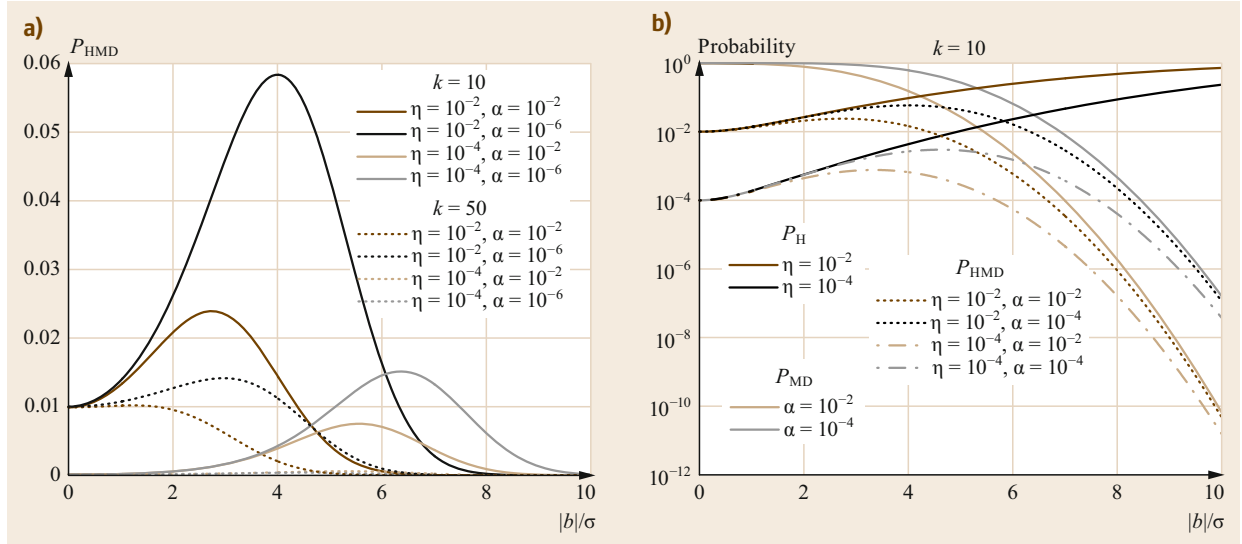 a)
P_HMD
0.06
0.05
0.04
0.03
0.02
0.01
0
k = 10
η = 10⁻², α = 10⁻²
η = 10⁻², α = 10⁻⁶
η = 10⁻⁴, α = 10⁻²
η = 10⁻⁴, α = 10⁻⁶
k = 50
η = 10⁻², α = 10⁻²
η = 10⁻², α = 10⁻⁶
η = 10⁻⁴, α = 10⁻²
η = 10⁻⁴, α = 10⁻⁶
0 2 4 6 8 10
|b|/σ
b)
Probability
k = 10
10⁰
10⁻²
10⁻⁴
10⁻⁶
10⁻⁸
10⁻¹⁰
10⁻¹²
P_H
η = 10⁻²
η = 10⁻⁴
P_HMD
η = 10⁻², α = 10⁻²
η = 10⁻², α = 10⁻⁴
η = 10⁻⁴, α = 10⁻²
η = 10⁻⁴, α = 10⁻⁴
P_MD
α = 10⁻²
α = 10⁻⁴
0 2 4 6 8 10
|b|/σ